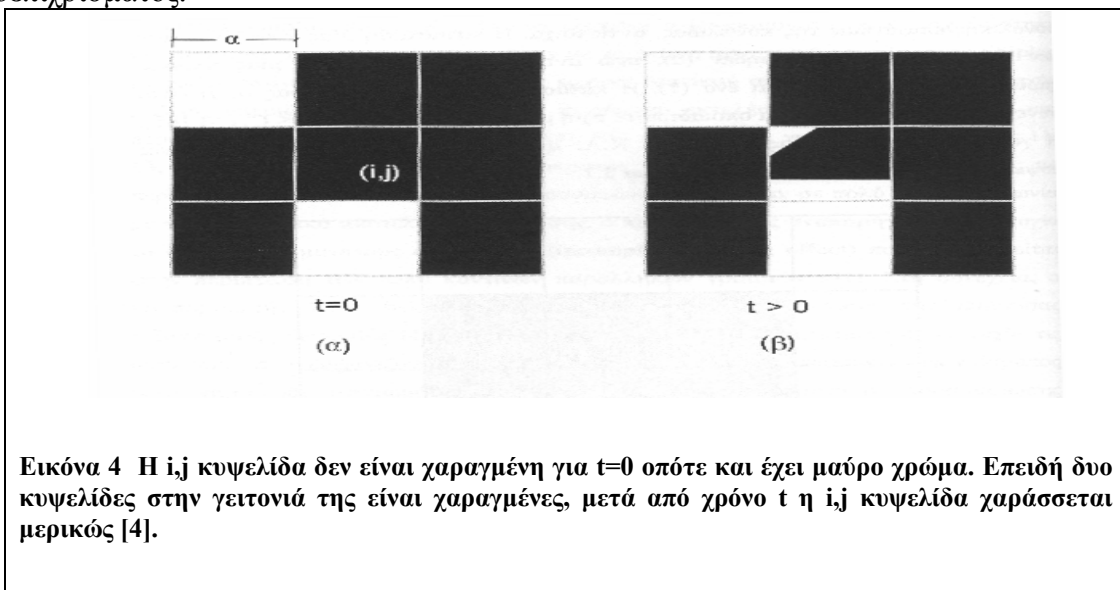 α
(i,j)
t=0
t > 0
(α)
(β)
Εικόνα 4 Η i,j κυψελίδα δεν είναι χαραγμένη για t=0 οπότε και έχει μαύρο χρώμα. Επειδή δυο
κυψελίδες στην γειτονιά της είναι χαραγμένες, μετά από χρόνο t η i,j κυψελίδα χαράσσεται
μερικώς [4].